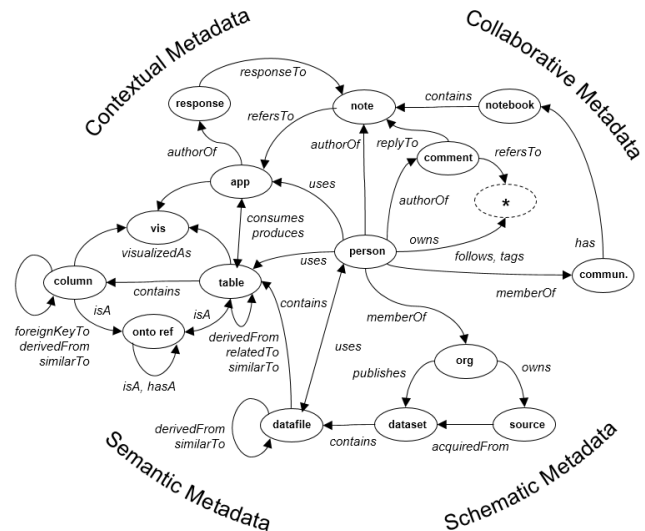 Contextual Metadata
Collaborative Metadata
responseTo
response
note
contains
notebook
refersTo
authorOf
replyTo
comment
refersTo
authorOf
app
uses
authorOf
*
consumes
produces
vis
visualizedAs
person
owns
follows, tags
has
column
contains
table
uses
memberOf
commun.
isA
isA
contains
foreignKeyTo
derivedFrom
similarTo
onto ref
derivedFrom
relatedTo
similarTo
memberOf
uses
isA, hasA
org
publishes
owns
derivedFrom
similarTo
datafile
contains
dataset
acquiredFrom
source
Semantic Metadata
Schematic Metadata